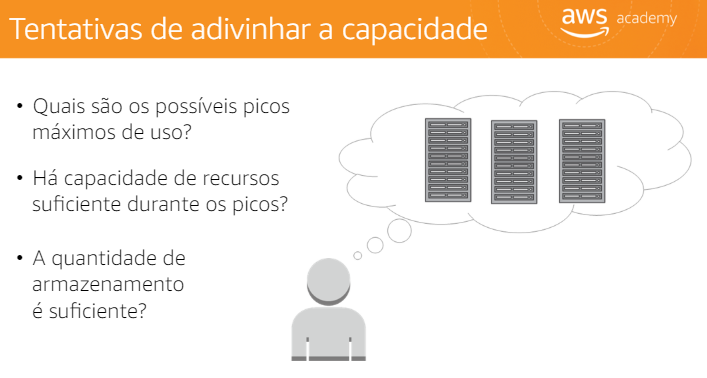 Tentativas de adivinhar a capacidade
aws academy
• Quais são os possíveis picos
máximos de uso?
• Há capacidade de recursos
suficiente durante os picos?
• A quantidade de
armazenamento
é suficiente?